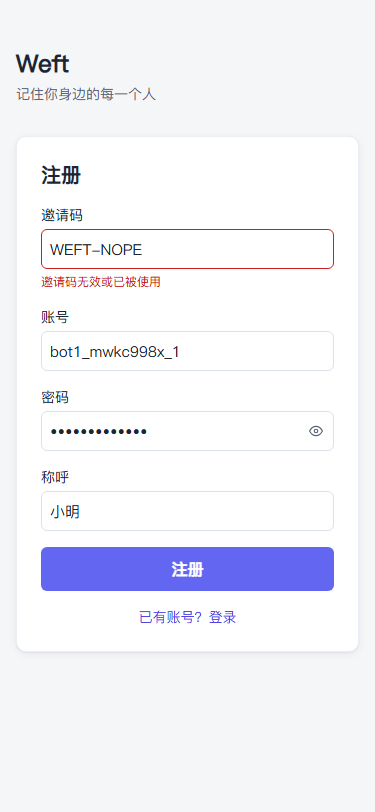 Weft
记住你身边的每一个人
注册
邀请码
WEFT-NOPE
邀请码无效或已被使用
账号
bot1_mwkc998x_1
密码
•••••••••••••
称呼
小明
注册
已有账号？登录